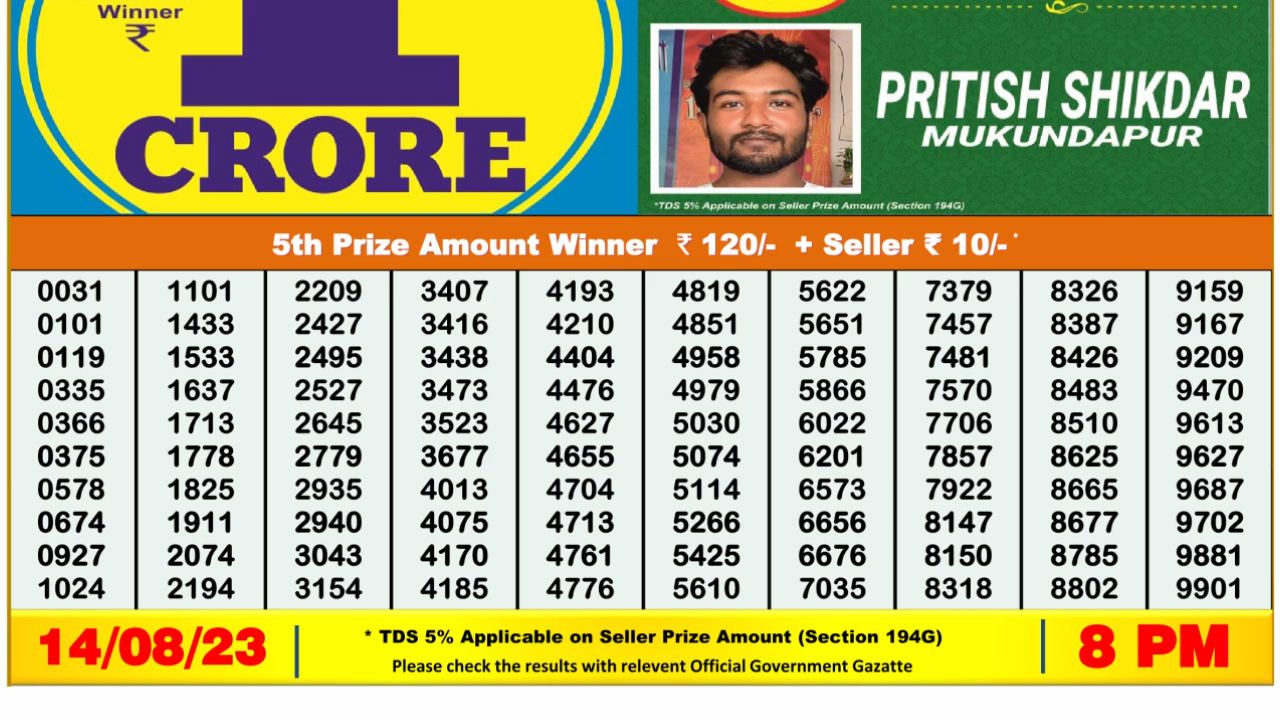 Winner
₹
1
CRORE
PRITISH SHIKDAR
MUKUNDAPUR
*TDS 5% Applicable on Seller Prize Amount (Section 194G)
5th Prize Amount Winner ₹ 120/- + Seller ₹ 10/- *
0031 1101 2209 3407 4193 4819 5622 7379 8326 9159
0101 1433 2427 3416 4210 4851 5651 7457 8387 9167
0119 1533 2495 3438 4404 4958 5785 7481 8426 9209
0335 1637 2527 3473 4476 4979 5866 7570 8483 9470
0366 1713 2645 3523 4627 5030 6022 7706 8510 9613
0375 1778 2779 3677 4655 5074 6201 7857 8625 9627
0578 1825 2935 4013 4704 5114 6573 7922 8665 9687
0674 1911 2940 4075 4713 5266 6656 8147 8677 9702
0927 2074 3043 4170 4761 5425 6676 8150 8785 9881
1024 2194 3154 4185 4776 5610 7035 8318 8802 9901
14/08/23
* TDS 5% Applicable on Seller Prize Amount (Section 194G)
Please check the results with relevent Official Government Gazatte
8 PM